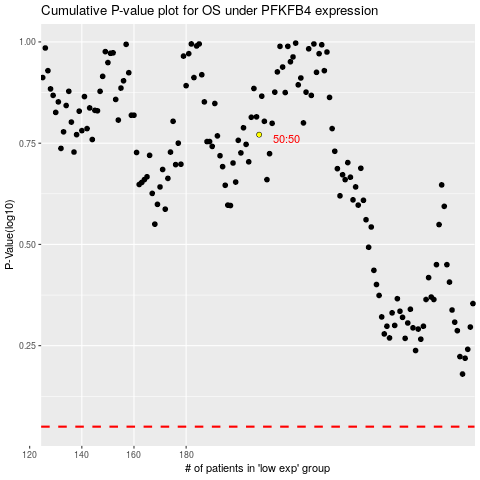 Cumulative P-value plot for OS under PFKFB4 expression
1.00
0.75
0.50
0.25
P-Value(log10)
50:50
120 140 160 180
# of patients in 'low exp' group